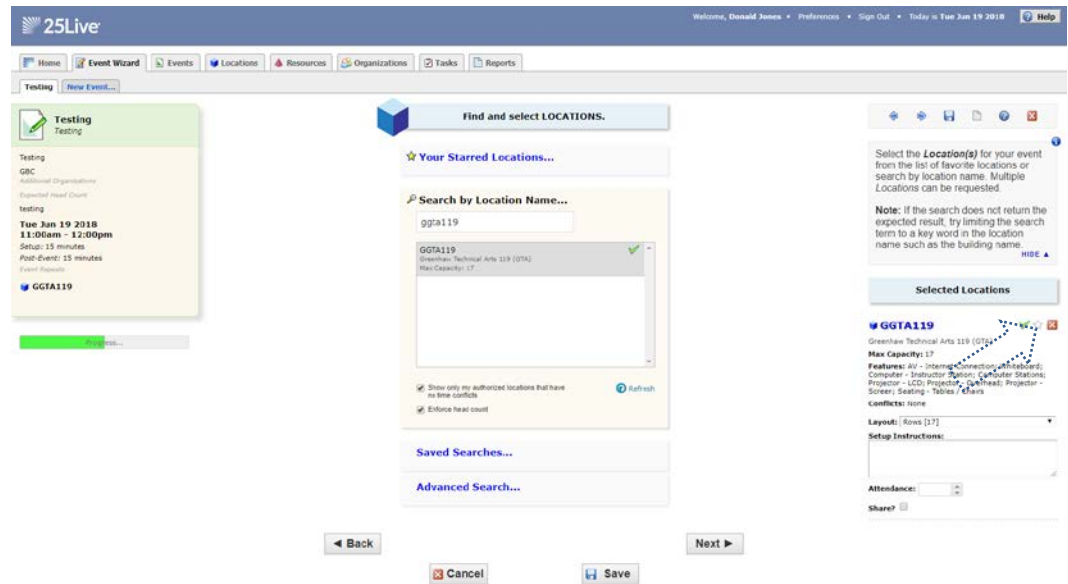 25Live
Welcome, Donald Jones • Preferences • Sign Out • Today is Tue Jun 19 2018 Help
Home Event Wizard Events Locations Resources Organizations Tasks Reports
Testing New Event...
Testing
Testing
Testing
GBC
Additional Organizations
Expected Head Count
testing
Tue Jun 19 2018
11:00am - 12:00pm
Setup: 15 minutes
Post-Event: 15 minutes
Event Repeats
GGTA119
Progress...
Find and select LOCATIONS.
Your Starred Locations...
Search by Location Name...
ggta119
GGTA119
Greenhaw Technical Arts 119 (GTA)
Max Capacity: 17
Show only my authorized locations that have
no time conflicts
Refresh
Enforce head count
Saved Searches...
Advanced Search...
Back
Next
Cancel
Save
Select the Location(s) for your event
from the list of favorite locations or
search by location name. Multiple
Locations can be requested.
Note: If the search does not return the
expected result, try limiting the search
term to a key word in the location
name such as the building name.
HIDE
Selected Locations
GGTA119
Greenhaw Technical Arts 119 (GTA)
Max Capacity: 17
Features: AV - Internet Connection; Whiteboard;
Computer - Instructor Station; Computer Stations;
Projector - LCD; Projector - Overhead; Projector -
Screen; Seating - Tables / Chairs
Conflicts: None
Layout: Rows [17]
Setup Instructions:
Attendance:
Share?